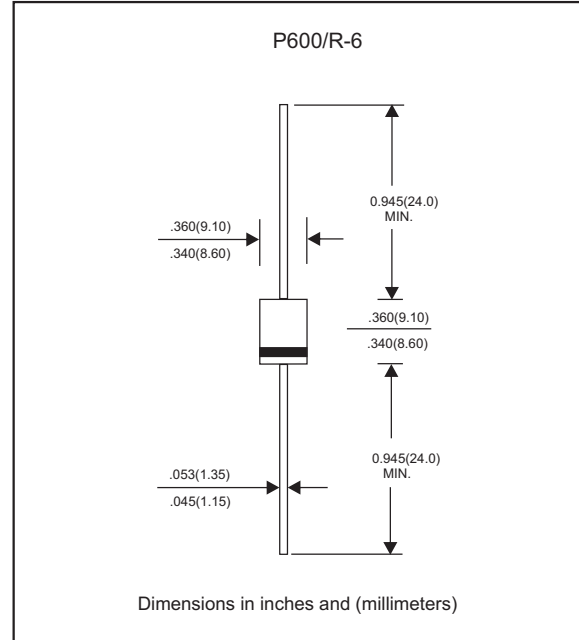 P600/R-6
0.945(24.0)
MIN.
.360(9.10)
.340(8.60)
.360(9.10)
.340(8.60)
0.945(24.0)
MIN.
.053(1.35)
.045(1.15)
Dimensions in inches and (millimeters)